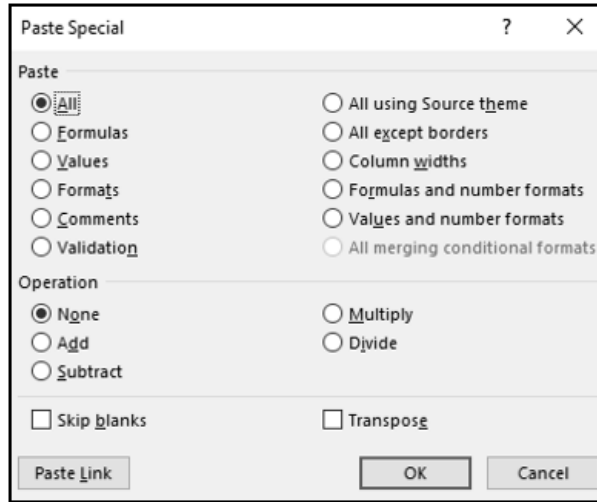 Paste Special ? ×
Paste
All All using Source theme
Formulas All except borders
Values Column widths
Formats Formulas and number formats
Comments Values and number formats
Validation All merging conditional formats
Operation
None Multiply
Add Divide
Subtract
Skip blanks Transpose
Paste Link OK Cancel